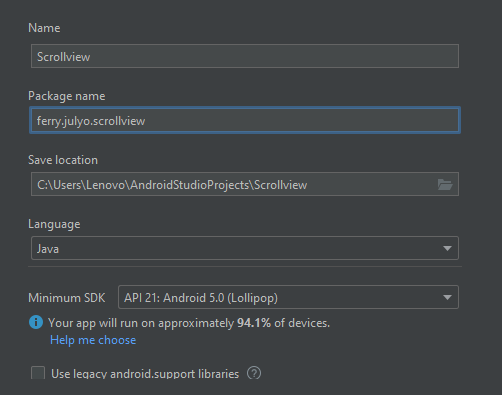 Name
Scrollview
Package name
ferry.julyo.scrollview
Save location
C:\Users\Lenovo\AndroidStudioProjects\Scrollview
Language
Java
Minimum SDK API 21: Android 5.0 (Lollipop)
Your app will run on approximately 94.1% of devices.
Help me choose
Use legacy android.support libraries